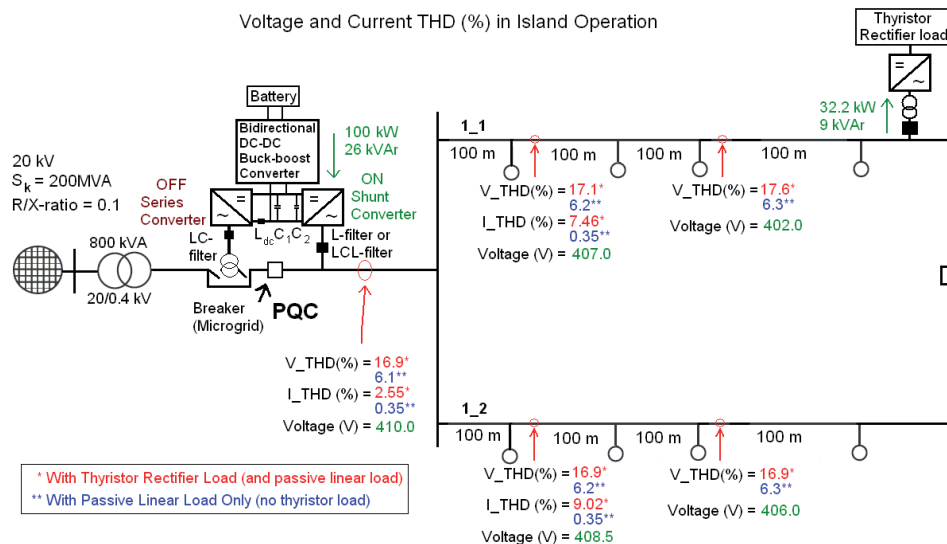 Voltage and Current THD (%) in Island Operation
Thyristor
Rectifier load
=
~
32.2 kW
9 kVAr
Battery
Bidirectional
DC-DC
Buck-boost
Converter
100 kW
26 kVAr
20 kV
Sk = 200MVA
R/X-ratio = 0.1
OFF
Series
Converter
=
~
=
~
ON
Shunt
Converter
LC-
filter
Ldc C1 C2
L-filter or
LCL-filter
800 kVA
20/0.4 kV
Breaker
(Microgrid)
PQC
1_1
100 m
100 m
100 m
100 m
V_THD(%) = 17.1*
6.2**
I_THD (%) = 7.46*
0.35**
Voltage (V) = 407.0
V_THD(%) = 17.6*
6.3**
Voltage (V) = 402.0
V_THD(%) = 16.9*
6.1**
I_THD (%) = 2.55*
0.35**
Voltage (V) = 410.0
1_2
100 m
100 m
100 m
100 m
V_THD(%) = 16.9*
6.2**
I_THD (%) = 9.02*
0.35**
Voltage (V) = 408.5
V_THD(%) = 16.9*
6.3**
Voltage (V) = 406.0
* With Thyristor Rectifier Load (and passive linear load)
** With Passive Linear Load Only (no thyristor load)